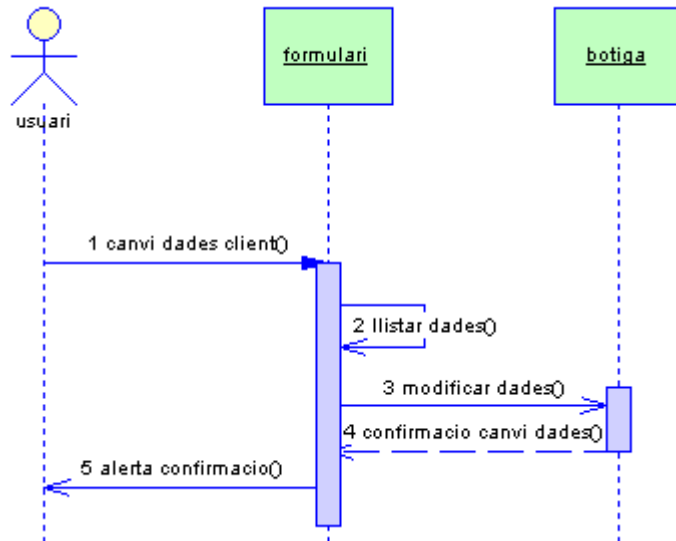 formulari
botiga
usuari
1 canvi dades client()
2 llistar dades()
3 modificar dades()
4 confirmacio canvi dades()
5 alerta confirmacio()